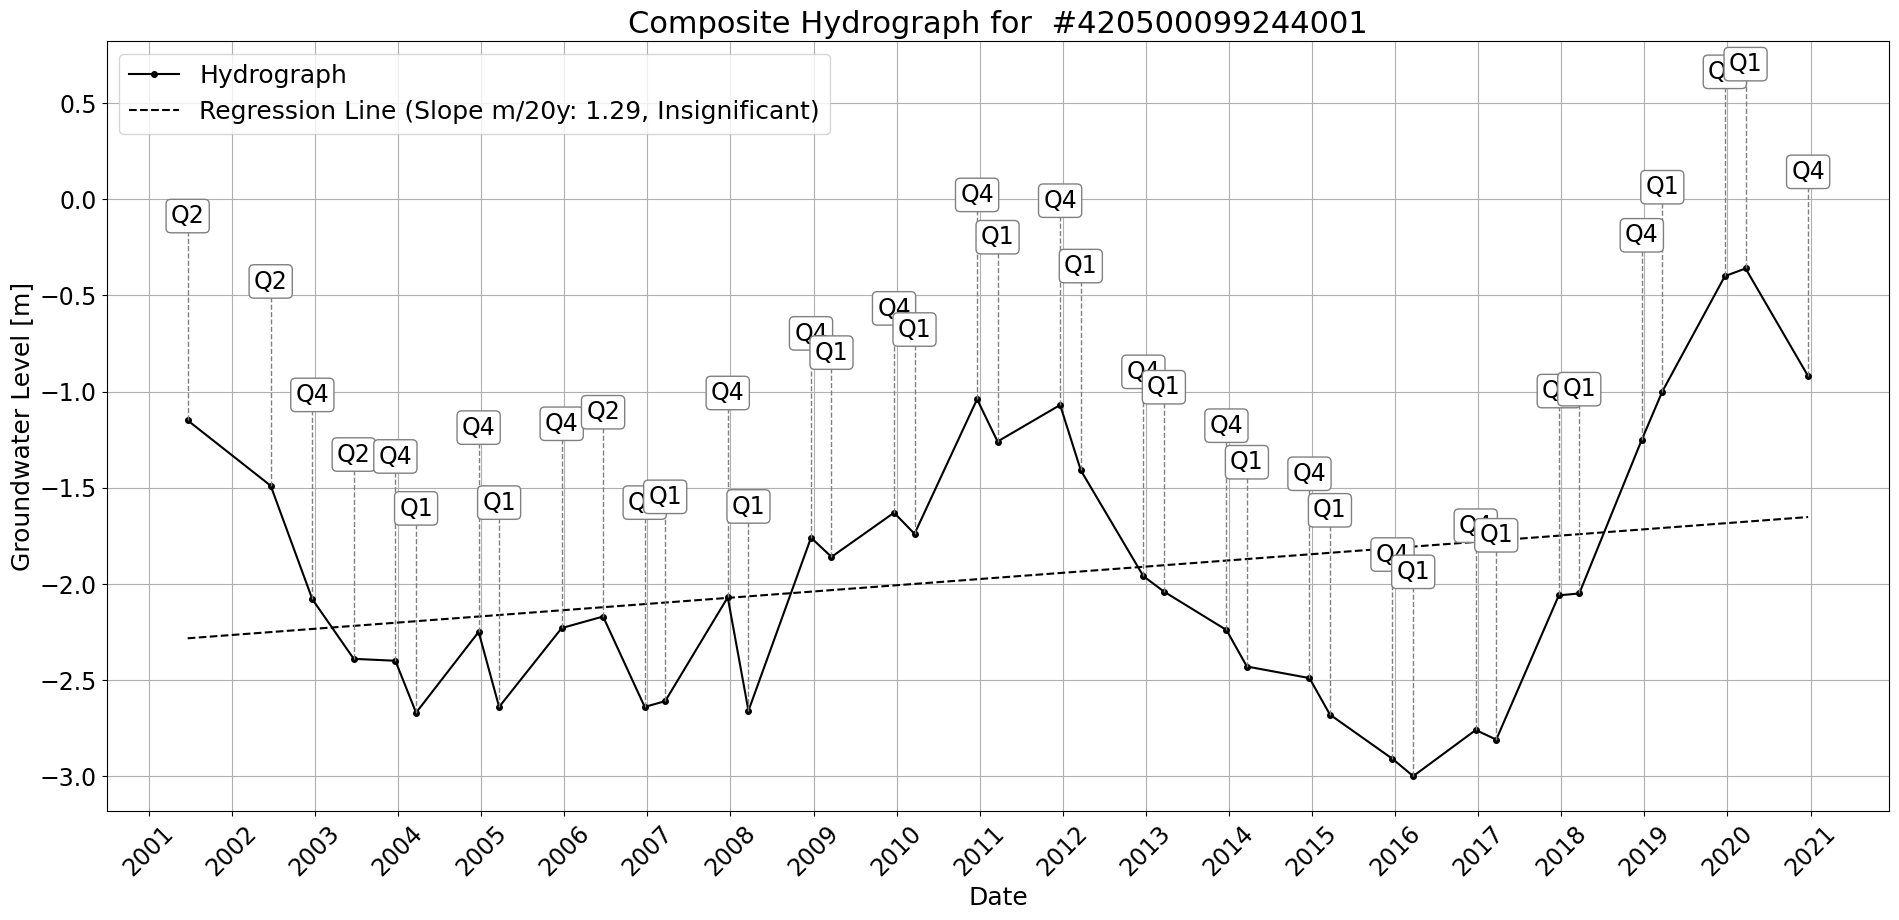 Composite Hydrograph for #420500099244001
Hydrograph
Regression Line (Slope m/20y: 1.29, Insignificant)
Groundwater Level [m]
0.5
0.0
−0.5
−1.0
−1.5
−2.0
−2.5
−3.0
Q2
Q2
Q4
Q2
Q4
Q1
Q4
Q1
Q4
Q2
Q
Q1
Q4
Q1
Q4
Q1
Q4
Q1
Q4
Q1
Q4
Q1
Q4
Q1
Q4
Q1
Q4
Q1
Q4
Q1
Q4
Q1
Q
Q1
Q4
Q1
Q
Q1
Q4
2001
2002
2003
2004
2005
2006
2007
2008
2009
2010
2011
2012
2013
2014
2015
2016
2017
2018
2019
2020
2021
Date